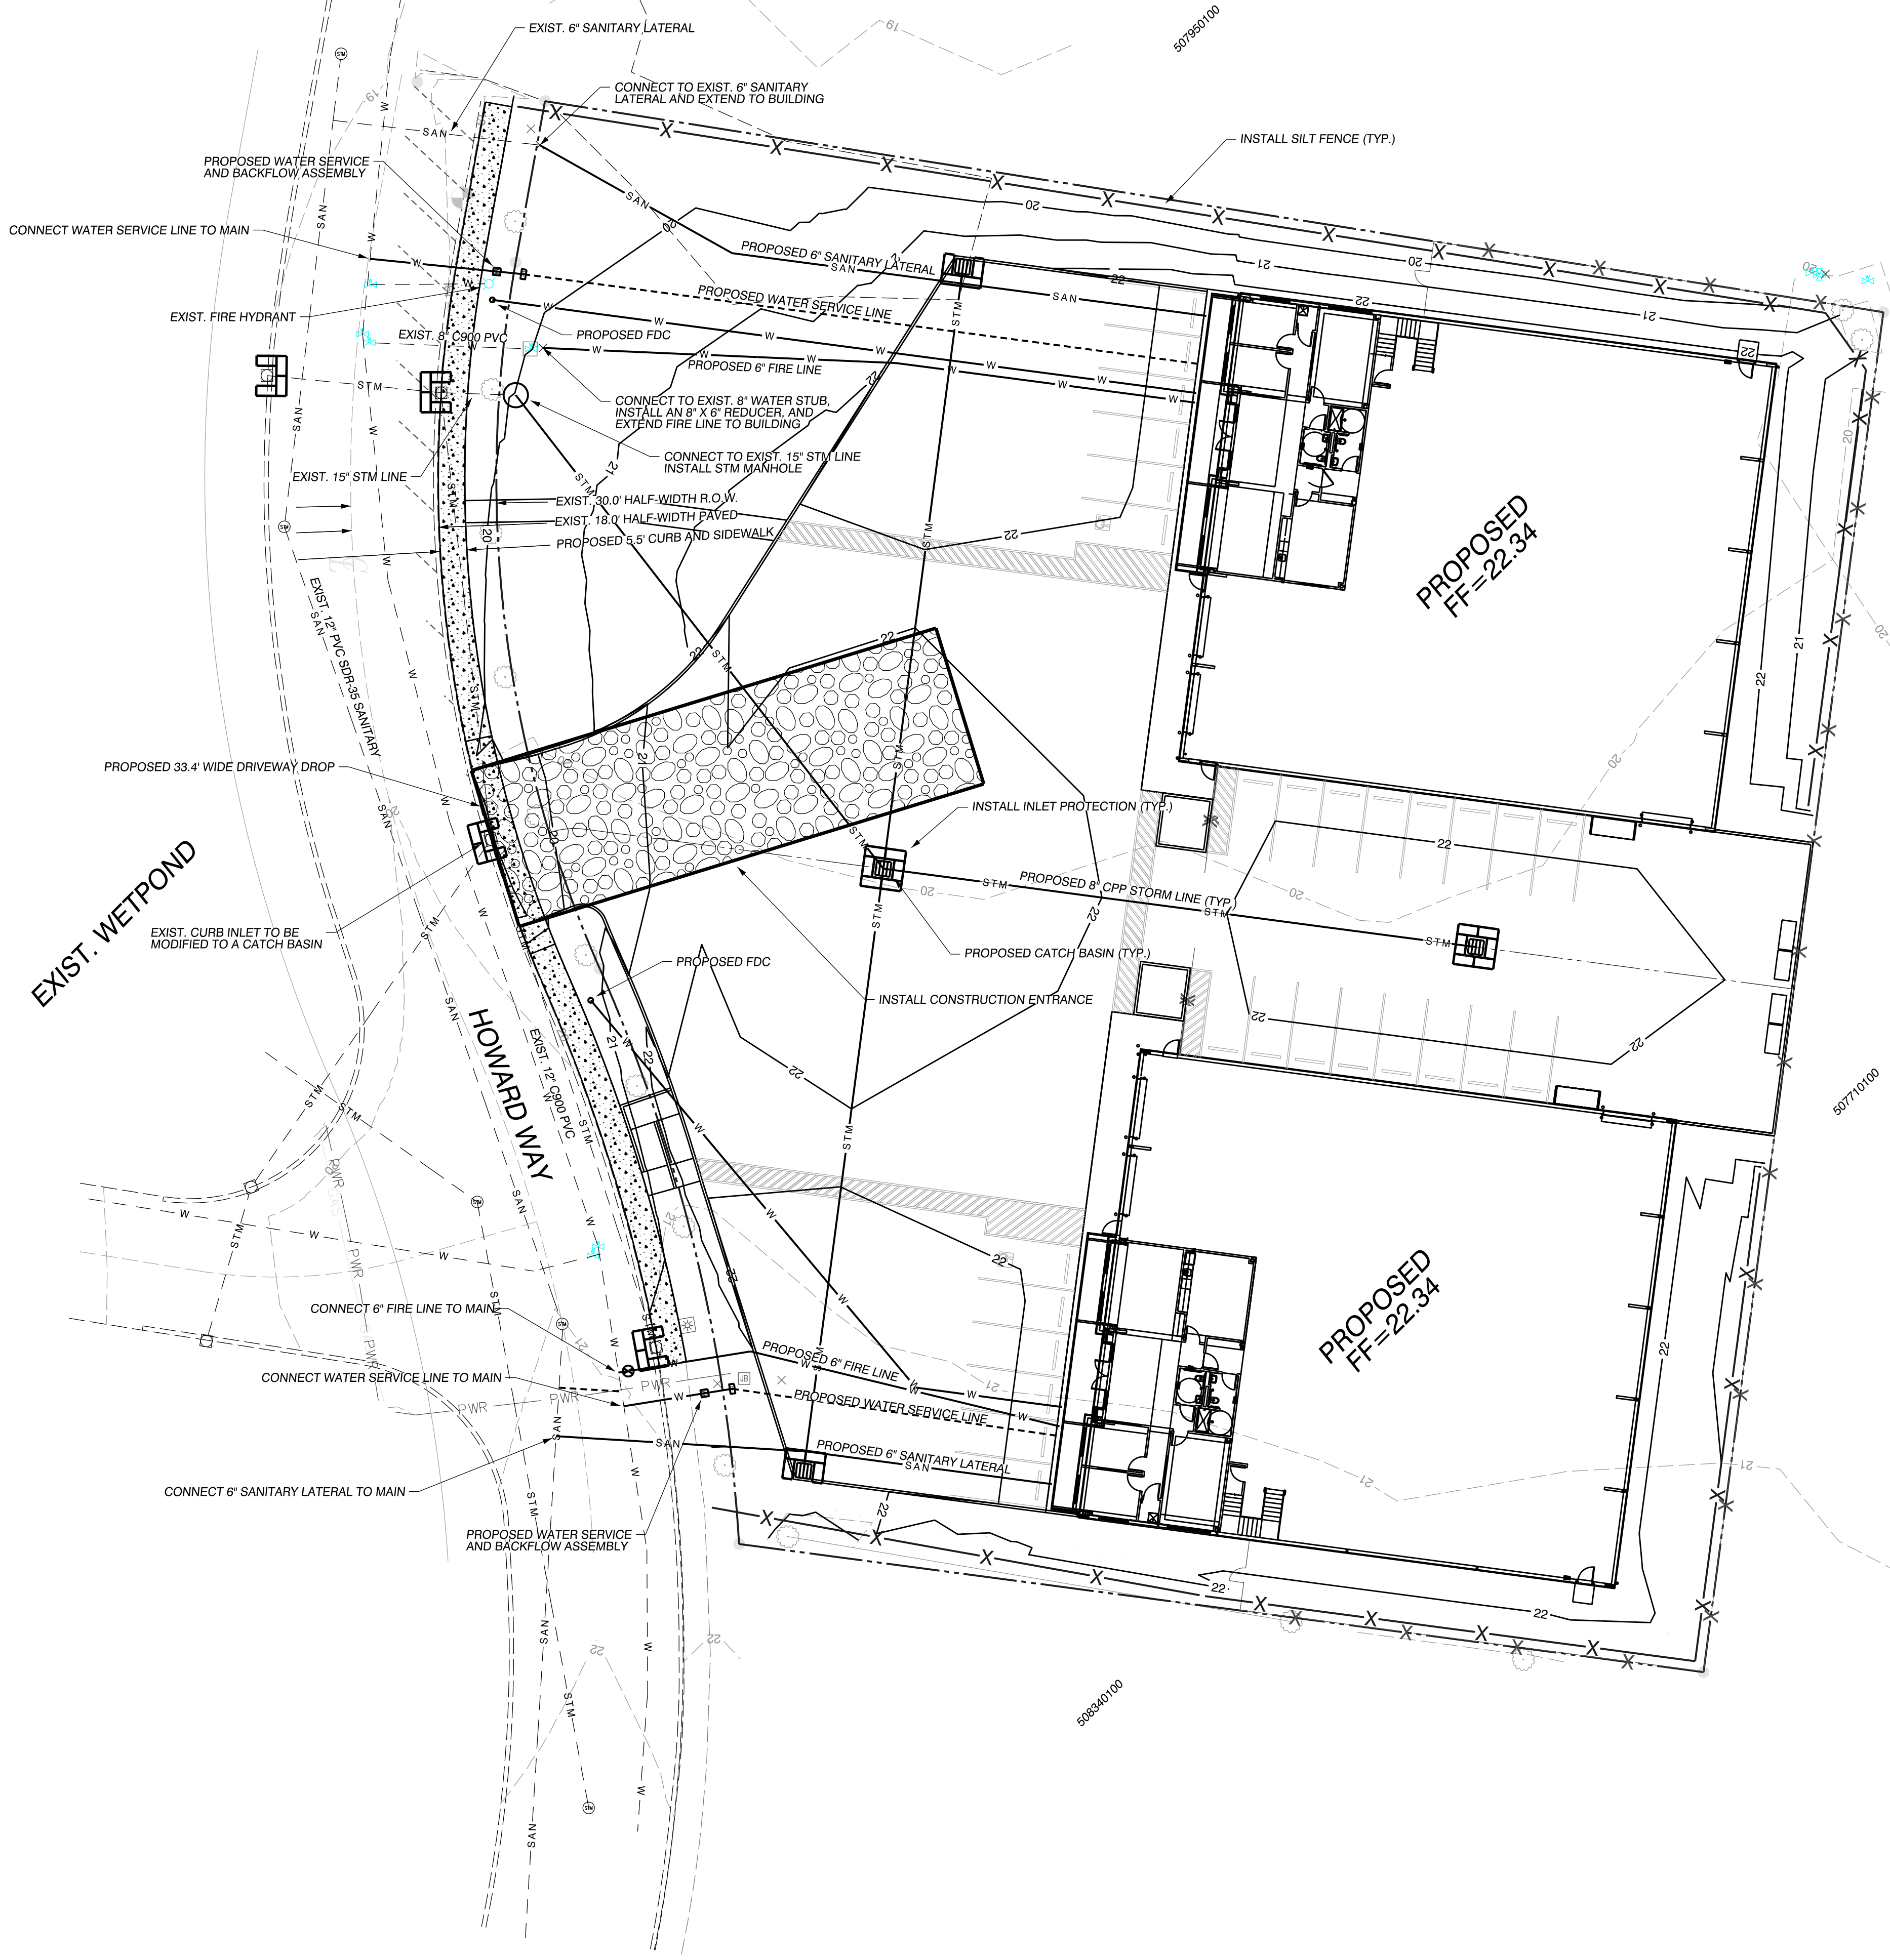 EXIST. 6" SANITARY LATERAL
507950100
19
19
CONNECT TO EXIST. 6" SANITARY
LATERAL AND EXTEND TO BUILDING
INSTALL SILT FENCE (TYP.)
PROPOSED WATER SERVICE
AND BACKFLOW ASSEMBLY
CONNECT WATER SERVICE LINE TO MAIN
PROPOSED 6" SANITARY LATERAL
PROPOSED WATER SERVICE LINE
EXIST. FIRE HYDRANT
PROPOSED FDC
EXIST. 8" C900 PVC
PROPOSED 6" FIRE LINE
CONNECT TO EXIST. 8" WATER STUB,
INSTALL AN 8" X 6" REDUCER, AND
EXTEND FIRE LINE TO BUILDING
CONNECT TO EXIST. 15" STM LINE
INSTALL STM MANHOLE
EXIST. 15" STM LINE
EXIST. 30.0' HALF-WIDTH R.O.W.
EXIST. 18.0' HALF-WIDTH PAVED
PROPOSED 5.5' CURB AND SIDEWALK
PROPOSED
FF=22.34
EXIST. 12" PVC SDR-35 SANITARY
PROPOSED 33.4' WIDE DRIVEWAY DROP
INSTALL INLET PROTECTION (TYP.)
PROPOSED 8" CPP STORM LINE (TYP.)
EXIST. WETPOND
EXIST. CURB INLET TO BE
MODIFIED TO A CATCH BASIN
PROPOSED CATCH BASIN (TYP.)
PROPOSED FDC
INSTALL CONSTRUCTION ENTRANCE
HOWARD WAY
EXIST. 12" C900 PVC
507710100
PROPOSED
FF=22.34
CONNECT 6" FIRE LINE TO MAIN
PROPOSED 6" FIRE LINE
CONNECT WATER SERVICE LINE TO MAIN
JB
PROPOSED WATER SERVICE LINE
PROPOSED 6" SANITARY LATERAL
CONNECT 6" SANITARY LATERAL TO MAIN
PROPOSED WATER SERVICE
AND BACKFLOW ASSEMBLY
508340100
SAN
STM
W
PWR
20
21
22